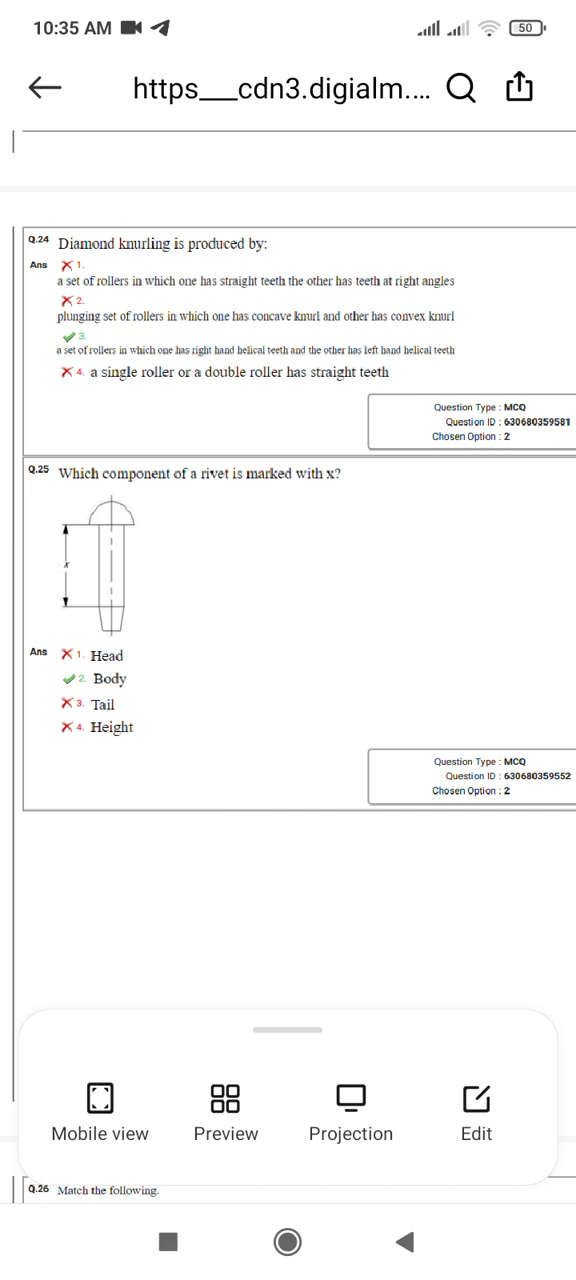 10:35 AM
50
https___cdn3.digialm....
Q.24 Diamond knurling is produced by:
Ans 1.
a set of rollers in which one has straight teeth the other has teeth at right angles
2.
plunging set of rollers in which one has concave knurl and other has convex knurl
3.
a set of rollers in which one has right hand helical teeth and the other has left hand helical teeth
4. a single roller or a double roller has straight teeth
Question Type : MCQ
Question ID : 630680359581
Chosen Option : 2
Q.25 Which component of a rivet is marked with x?
x
Ans 1. Head
2. Body
3. Tail
4. Height
Question Type : MCQ
Question ID : 630680359552
Chosen Option : 2
Mobile view Preview Projection Edit
Q.26 Match the following.